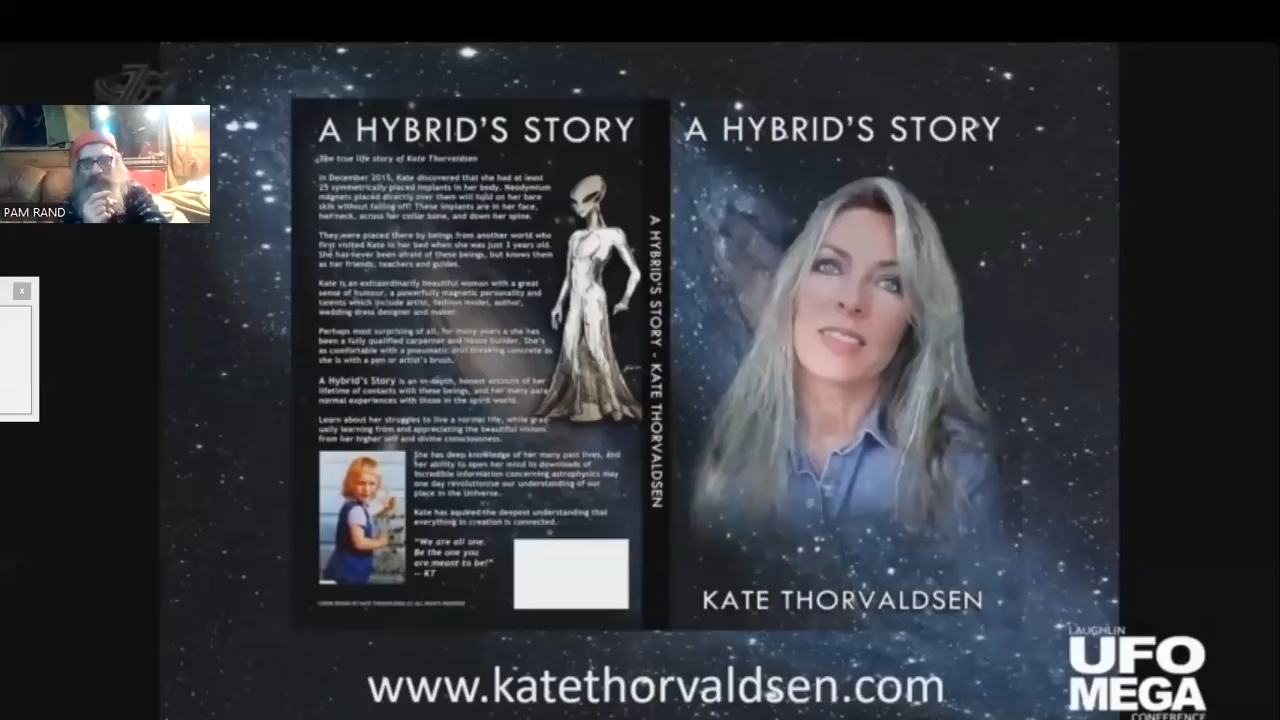 PAM RAND
x
A HYBRID'S STORY
The true life story of Kate Thorvaldsen
In December 2015, Kate discovered that she had at least
25 symmetrically placed implants in her body. Neodymium
magnets placed directly over them will hold on her bare
skin without falling off! These implants are in her face,
her neck, across her collar bone, and down her spine.
They were placed there by beings from another world who
first visited Kate in her bed when she was just 3 years old.
She has never been afraid of these beings, but knows them
as her friends, teachers and guides.
Kate is an extraordinarily beautiful woman with a great
sense of humour, a powerfully magnetic personality and
talents which include artist, fashion model, author,
wedding dress designer and maker.
Perhaps most surprising of all, for many years a she has
been a fully qualified carpenter and house builder. She's
as comfortable with a pneumatic drill breaking concrete as
she is with a pen or artist's brush.
A Hybrid's Story is an in-depth, honest account of her
lifetime of contacts with these beings, and her many para-
normal experiences with those in the spirit world.
Learn about her struggles to live a normal life, while grad-
ually learning from and appreciating the beautiful visions
from her higher self and divine consciousness.
She has deep knowledge of her many past lives, and
her ability to open her mind to downloads of
incredible information concerning astrophysics may
one day revolutionise our understanding of our
place in the Universe.
Kate has aquired the deepest understanding that
everything in creation is connected.
"We are all one.
Be the one you
are meant to be!"
-- KT
A HYBRID'S STORY - KATE THORVALDSEN
A HYBRID'S STORY
KATE THORVALDSEN
www.katethorvaldsen.com
LAUGHLIN
UFO
MEGA
CONFERENCE